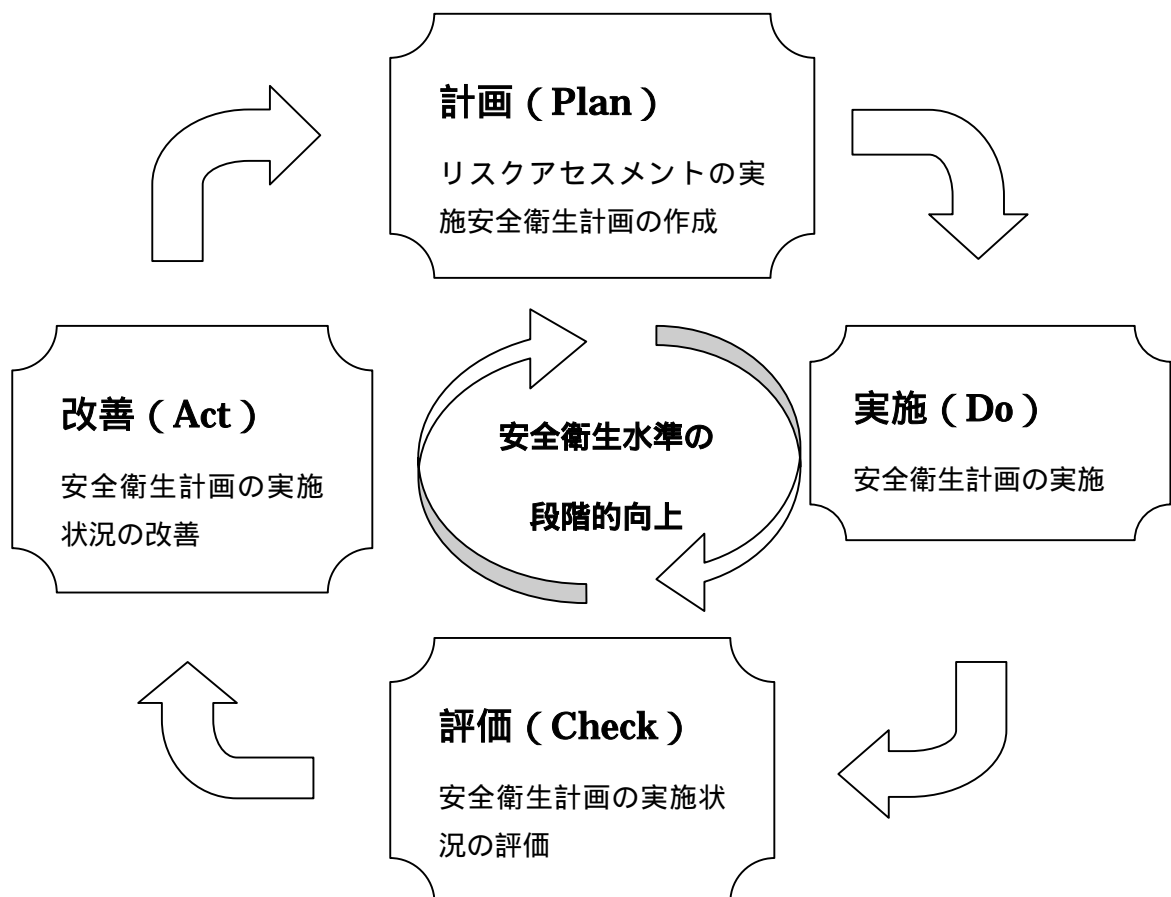 計画（Plan）
リスクアセスメントの実
施安全衛生計画の作成
改善（Act）
安全衛生計画の実施
状況の改善
安全衛生水準の
段階的向上
実施（Do）
安全衛生計画の実施
評価（Check）
安全衛生計画の実施状
況の評価